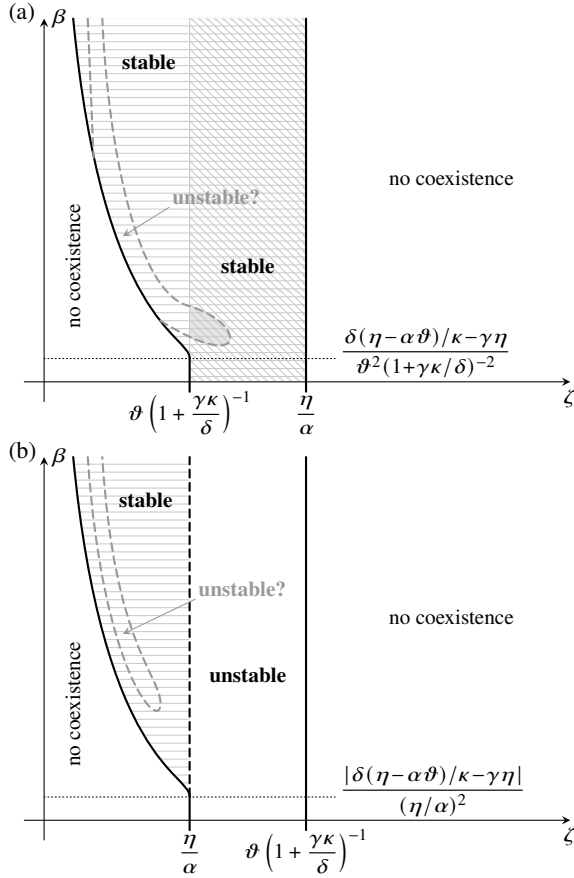 (a)
β
stable
no coexistence
unstable?
no coexistence
stable
δ(η−αϑ)/κ−γη
ϑ²(1+γκ/δ)⁻²
ϑ (1 + γκ/δ)⁻¹
η/α
ζ
(b)
β
stable
unstable?
no coexistence
no coexistence
unstable
|δ(η−αϑ)/κ−γη|
(η/α)²
η/α
ϑ (1 + γκ/δ)⁻¹
ζ